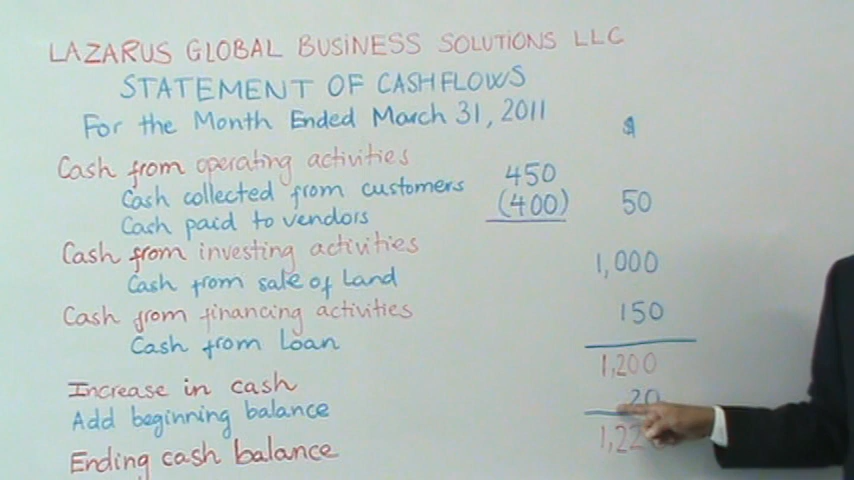 LAZARUS GLOBAL BUSINESS SOLUTIONS LLC
STATEMENT OF CASHFLOWS
For the Month Ended March 31, 2011
$
Cash from operating activities
Cash collected from customers 450
Cash paid to vendors (400) 50
Cash from investing activities
Cash from sale of Land 1,000
Cash from financing activities
Cash from Loan 150
Increase in cash 1,200
Add beginning balance 20
Ending cash balance